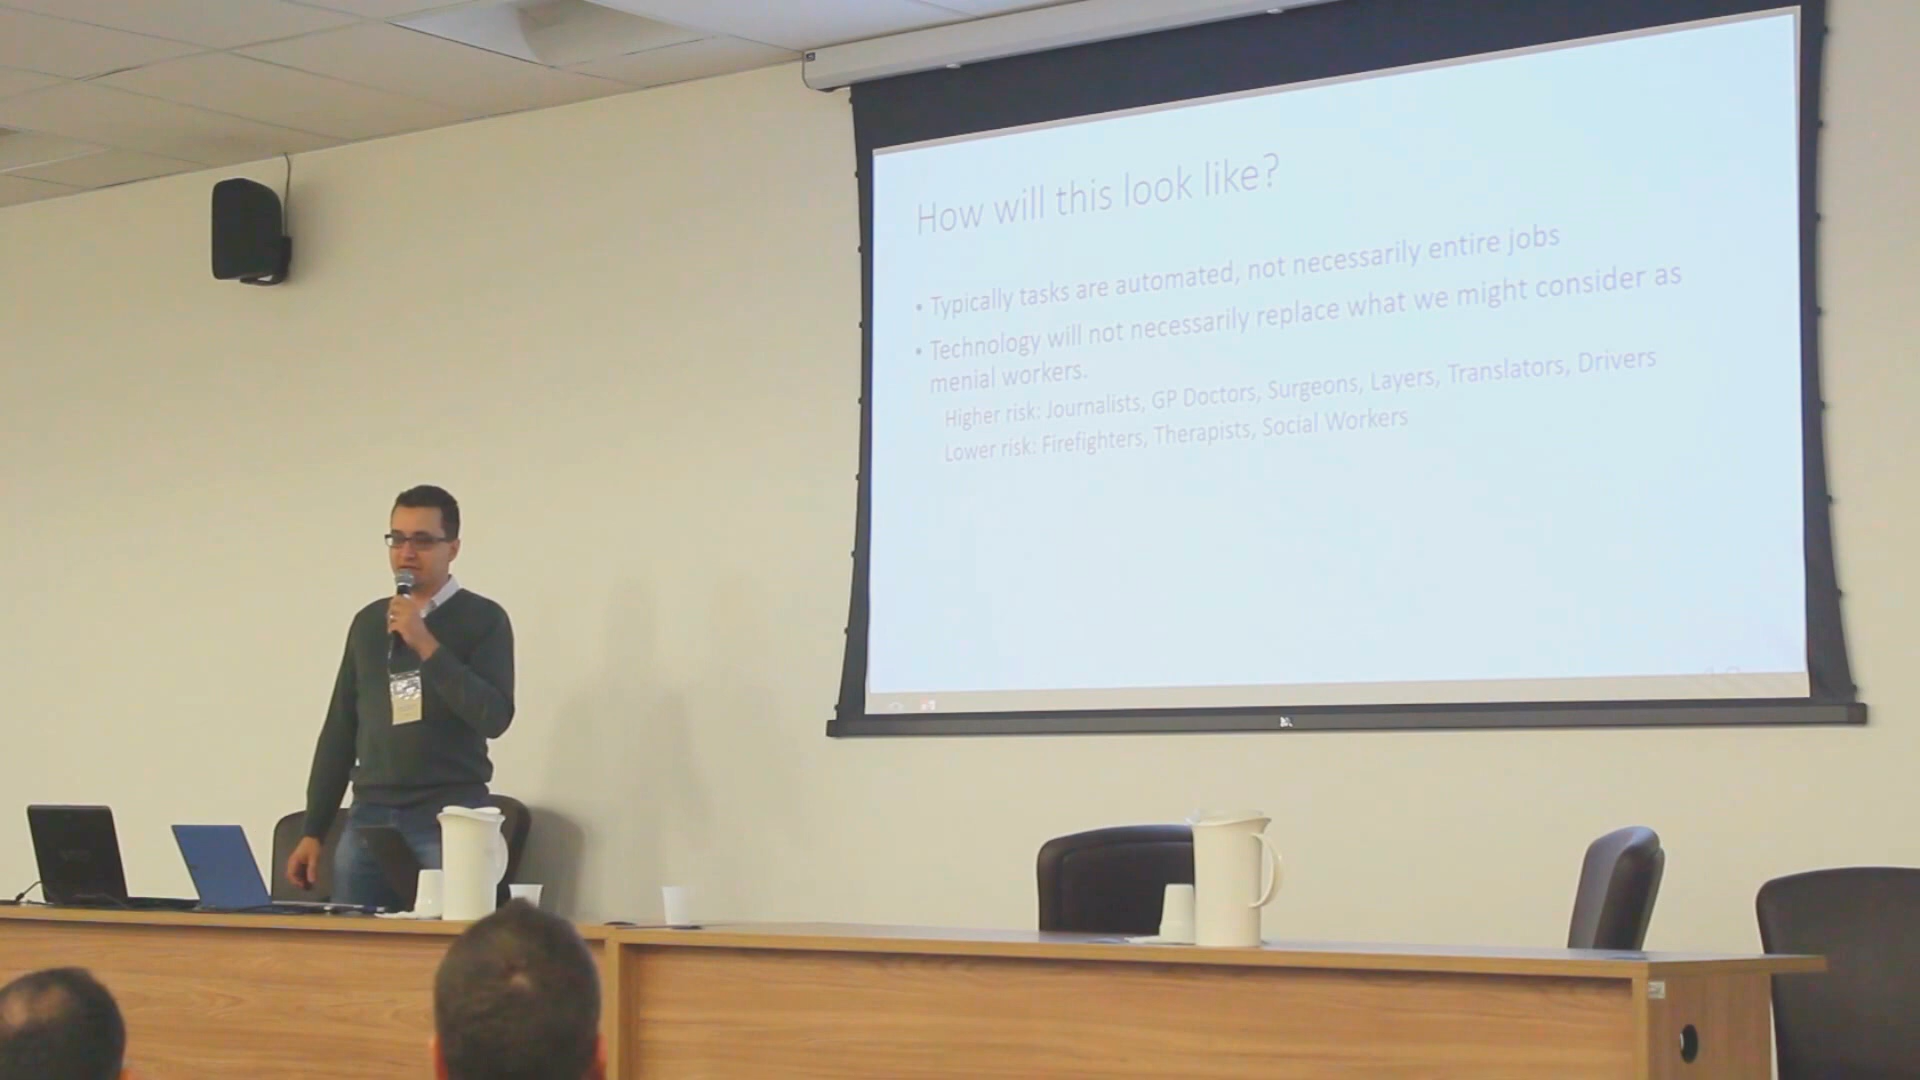 How will this look like?
• Typically tasks are automated, not necessarily entire jobs
• Technology will not necessarily replace what we might consider as
menial workers.
Higher risk: Journalists, GP Doctors, Surgeons, Layers, Translators, Drivers
Lower risk: Firefighters, Therapists, Social Workers
VAIO